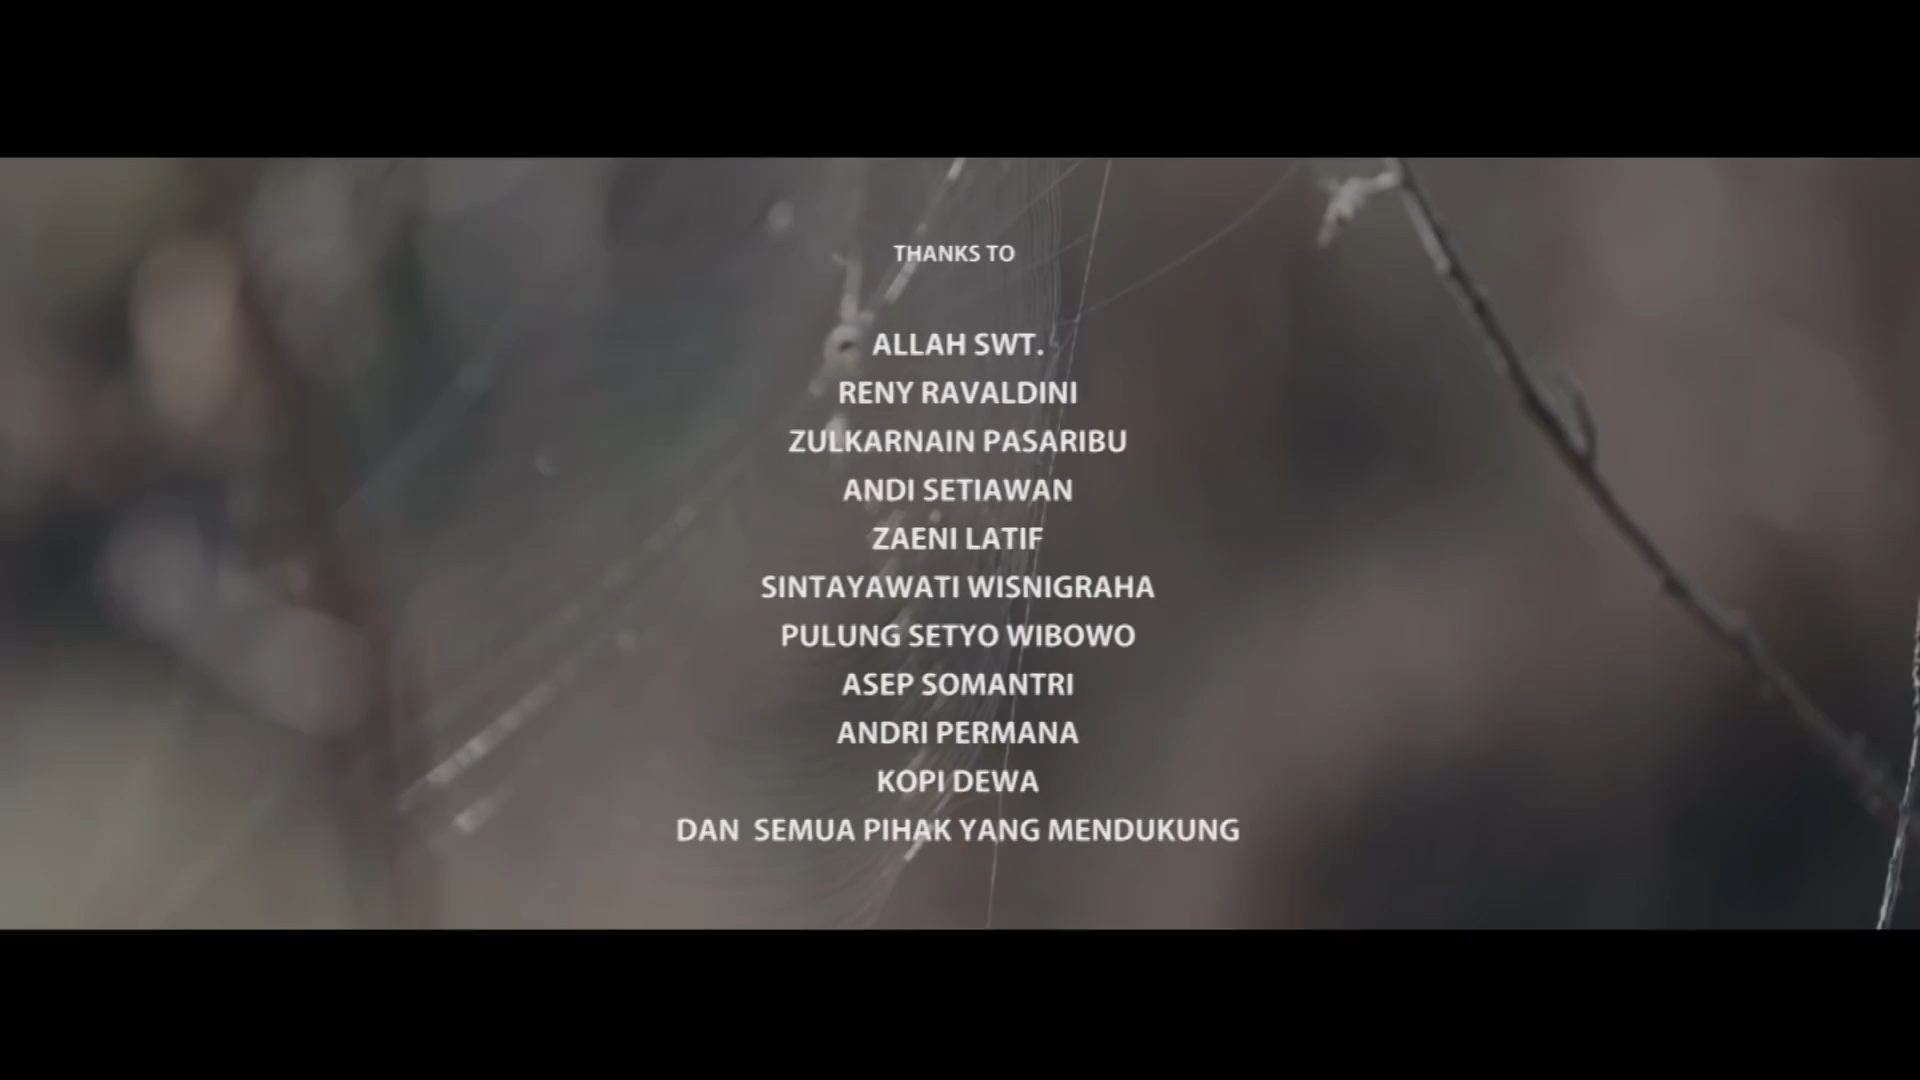 THANKS TO
ALLAH SWT.
RENY RAVALDINI
ZULKARNAIN PASARIBU
ANDI SETIAWAN
ZAENI LATIF
SINTAYAWATI WISNIGRAHA
PULUNG SETYO WIBOWO
ASEP SOMANTRI
ANDRI PERMANA
KOPI DEWA
DAN  SEMUA PIHAK YANG MENDUKUNG